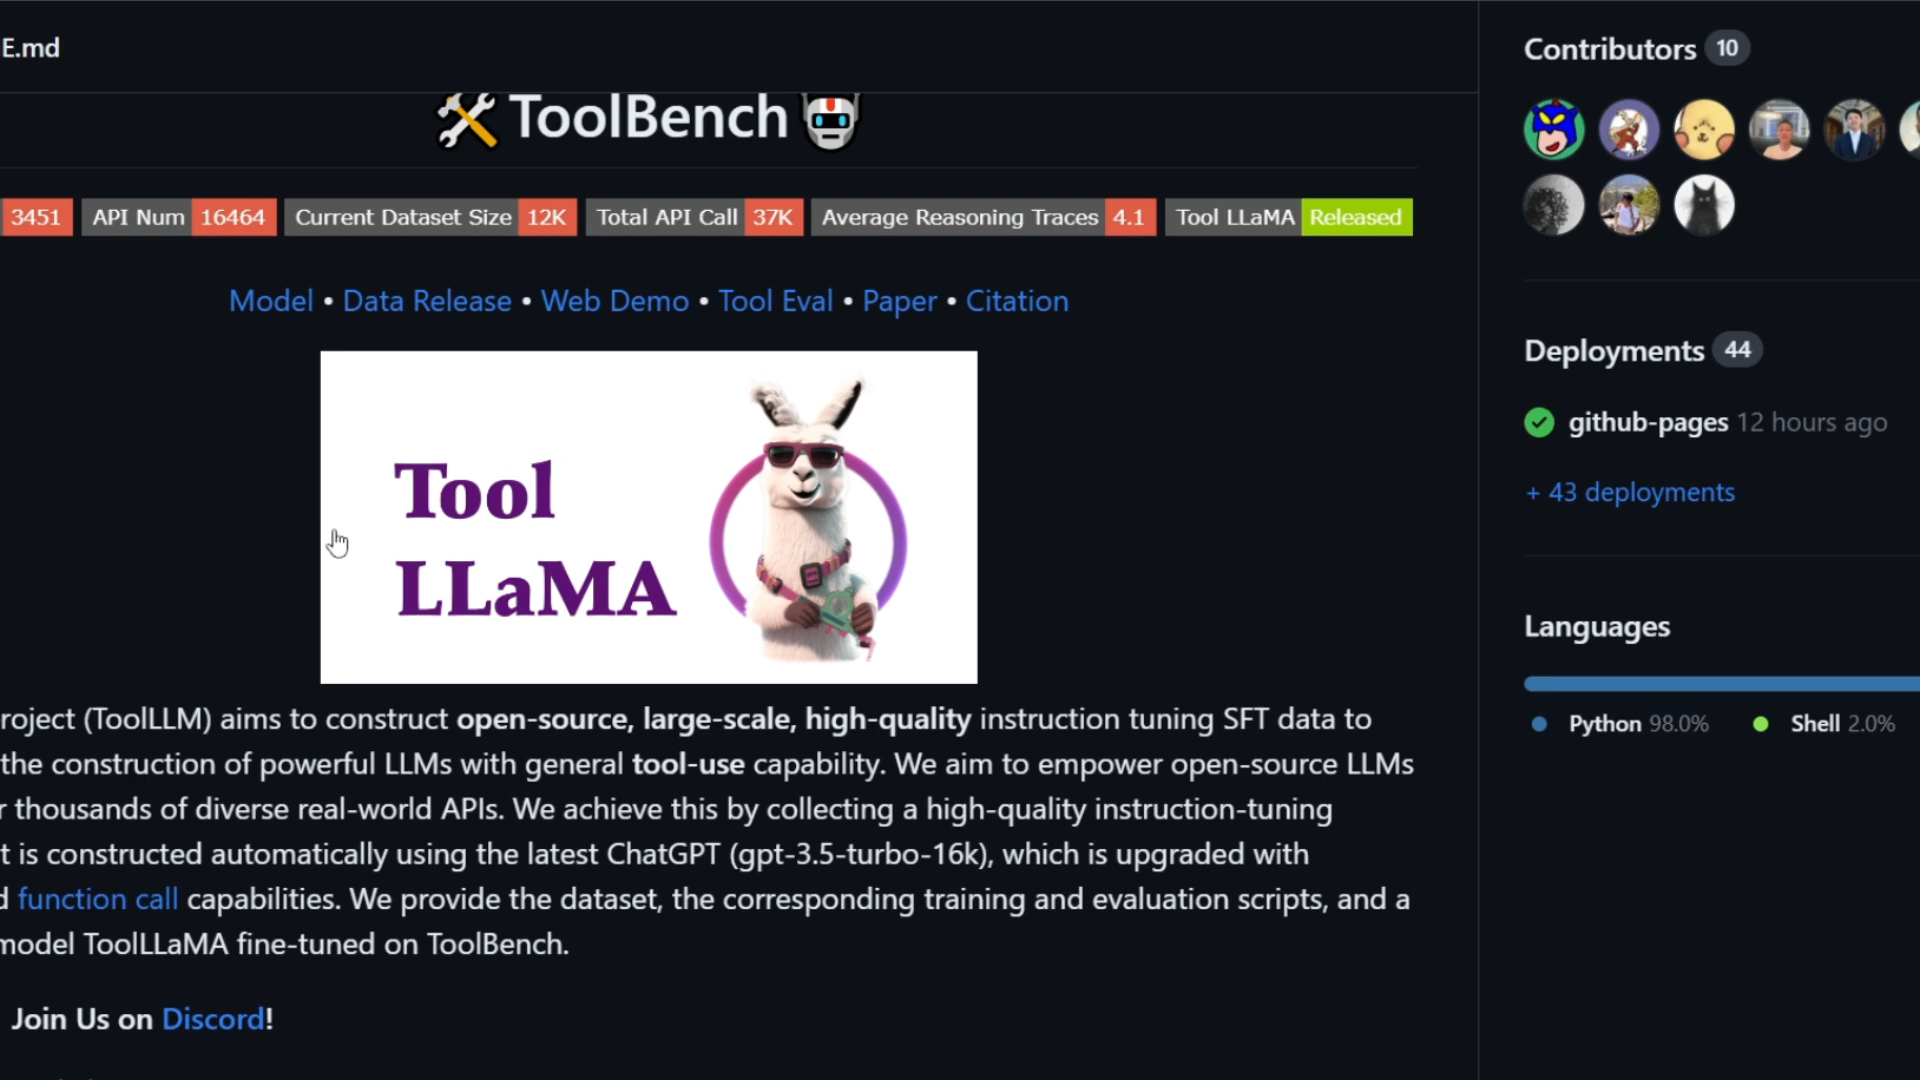 E.md
ToolBench
3451 API Num 16464 Current Dataset Size 12K Total API Call 37K Average Reasoning Traces 4.1 Tool LLaMA Released
Model • Data Release • Web Demo • Tool Eval • Paper • Citation
Tool
LLaMA
roject (ToolLLM) aims to construct open-source, large-scale, high-quality instruction tuning SFT data to
the construction of powerful LLMs with general tool-use capability. We aim to empower open-source LLMs
r thousands of diverse real-world APIs. We achieve this by collecting a high-quality instruction-tuning
t is constructed automatically using the latest ChatGPT (gpt-3.5-turbo-16k), which is upgraded with
d function call capabilities. We provide the dataset, the corresponding training and evaluation scripts, and a
model ToolLLaMA fine-tuned on ToolBench.
Join Us on Discord!
Contributors 10
Deployments 44
github-pages 12 hours ago
+ 43 deployments
Languages
Python 98.0% Shell 2.0%